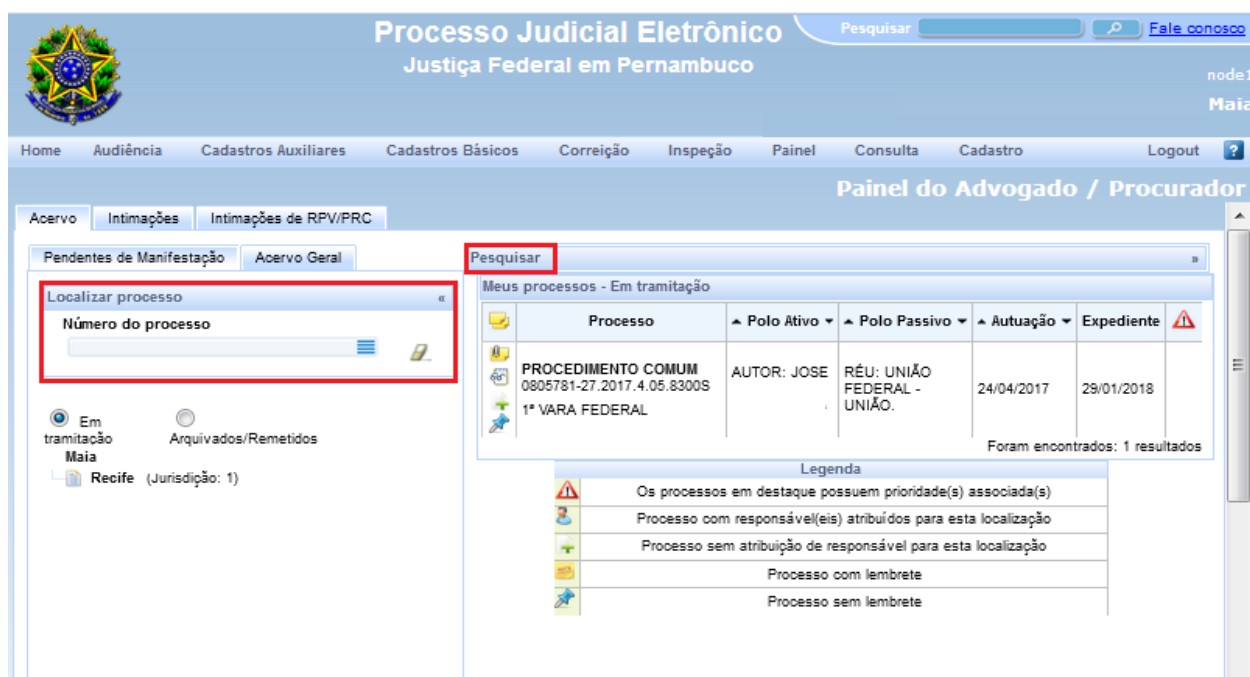 Processo Judicial Eletrônico
Pesquisar
Fale conosco
Justiça Federal em Pernambuco
node1
Maia
Home Audiência Cadastros Auxiliares Cadastros Básicos Correição Inspeção Painel Consulta Cadastro Logout ?
Painel do Advogado / Procurador
Acervo Intimações Intimações de RPV/PRC
Pendentes de Manifestação Acervo Geral
Localizar processo «
Número do processo
Em tramitação
Arquivados/Remetidos
Maia
Recife (Jurisdição: 1)
Pesquisar »
Meus processos - Em tramitação
Processo Polo Ativo Polo Passivo Autuação Expediente
PROCEDIMENTO COMUM
0805781-27.2017.4.05.8300S
1ª VARA FEDERAL
AUTOR: JOSE
RÉU: UNIÃO
FEDERAL -
UNIÃO.
24/04/2017
29/01/2018
Foram encontrados: 1 resultados
Legenda
Os processos em destaque possuem prioridade(s) associada(s)
Processo com responsável(eis) atribuídos para esta localização
Processo sem atribuição de responsável para esta localização
Processo com lembrete
Processo sem lembrete